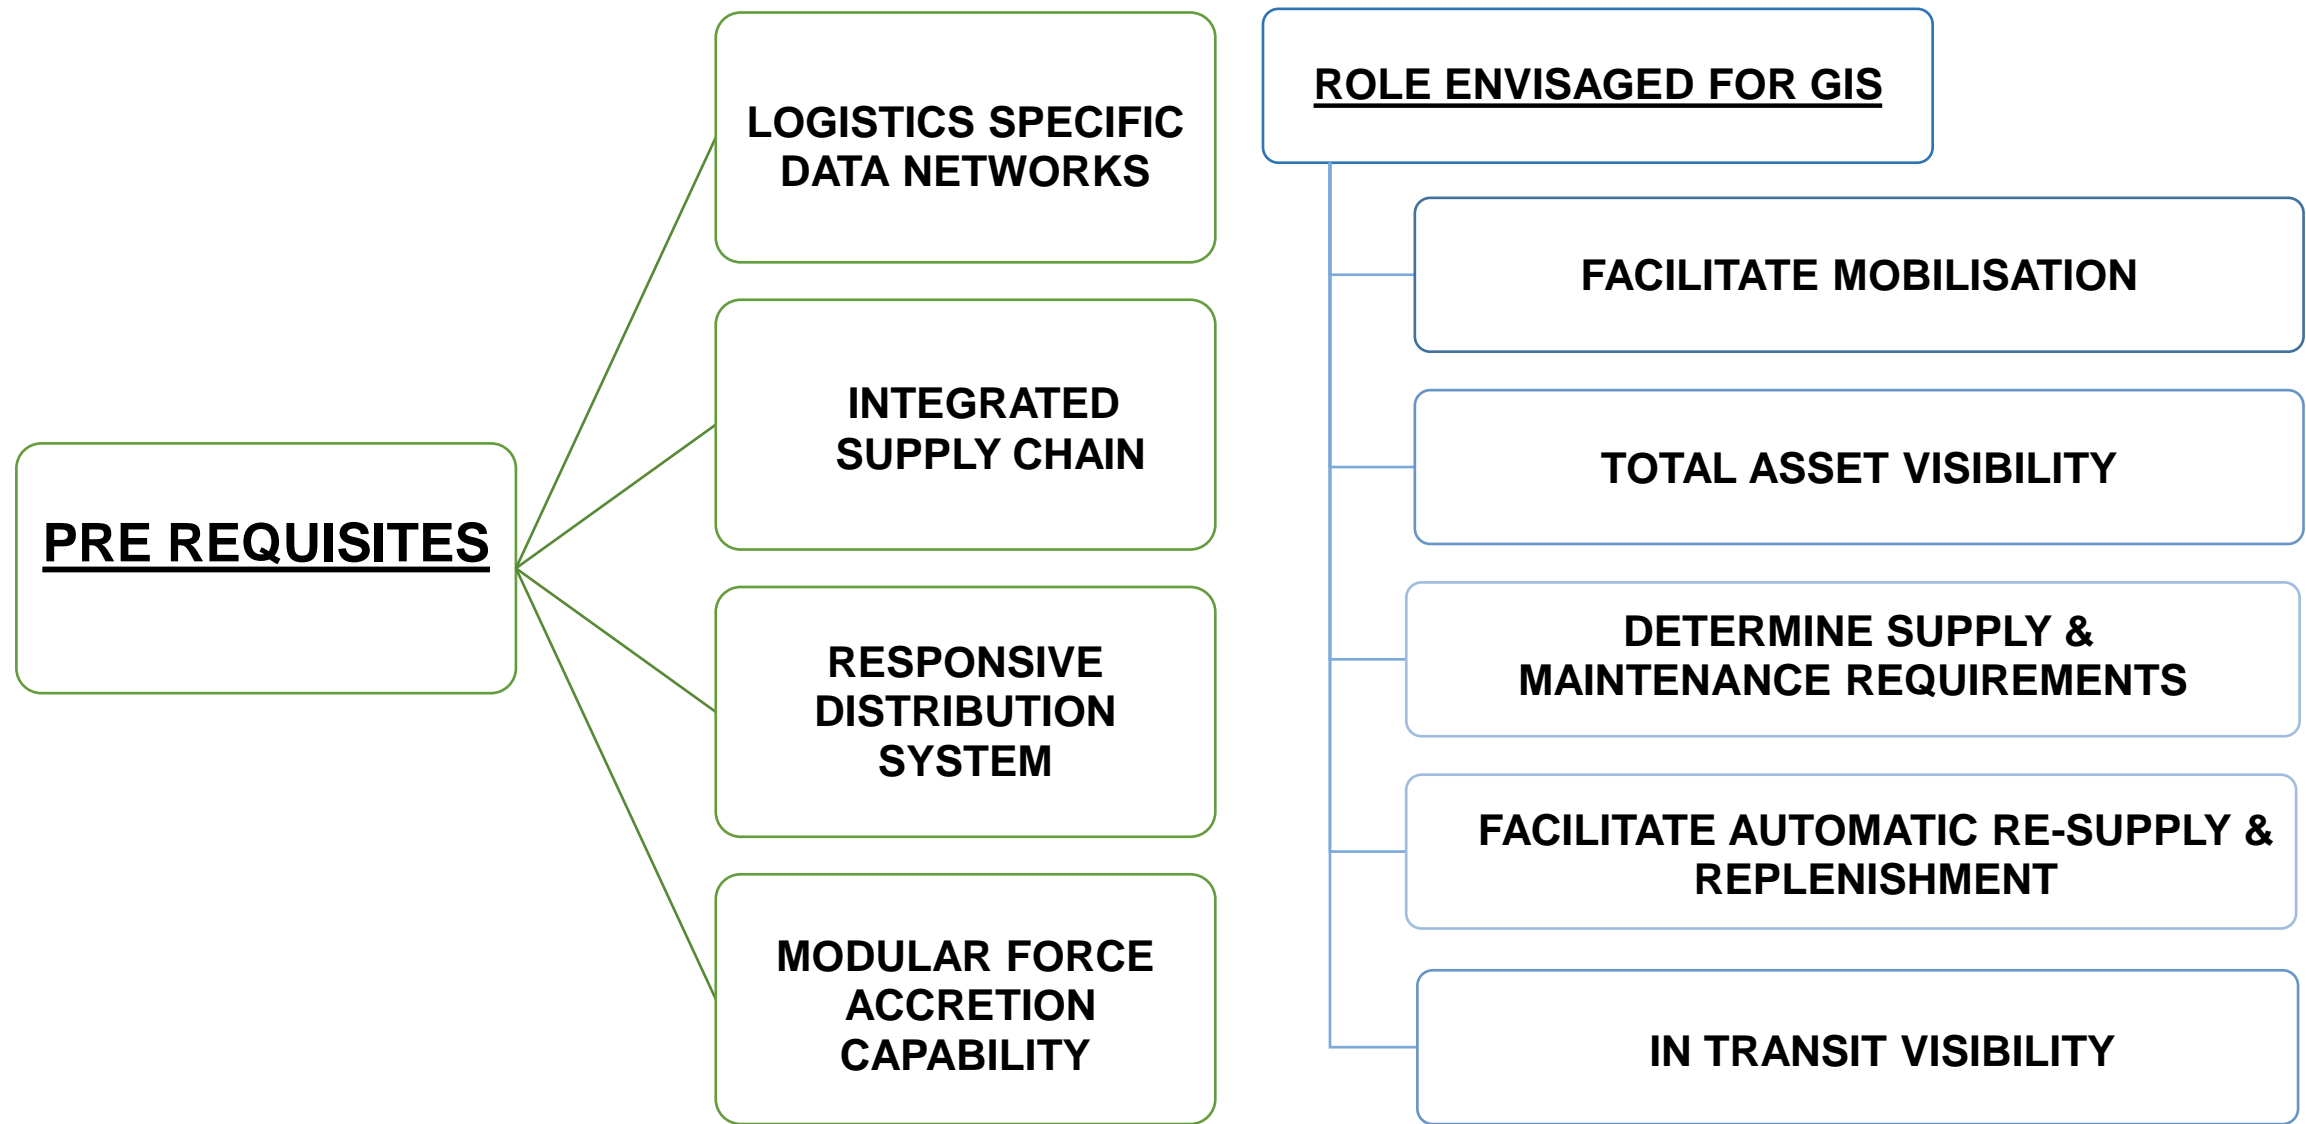 PRE REQUISITES
LOGISTICS SPECIFIC
DATA NETWORKS
INTEGRATED
SUPPLY CHAIN
RESPONSIVE
DISTRIBUTION
SYSTEM
MODULAR FORCE
ACCRETION
CAPABILITY
ROLE ENVISAGED FOR GIS
FACILITATE MOBILISATION
TOTAL ASSET VISIBILITY
DETERMINE SUPPLY &
MAINTENANCE REQUIREMENTS
FACILITATE AUTOMATIC RE-SUPPLY &
REPLENISHMENT
IN TRANSIT VISIBILITY